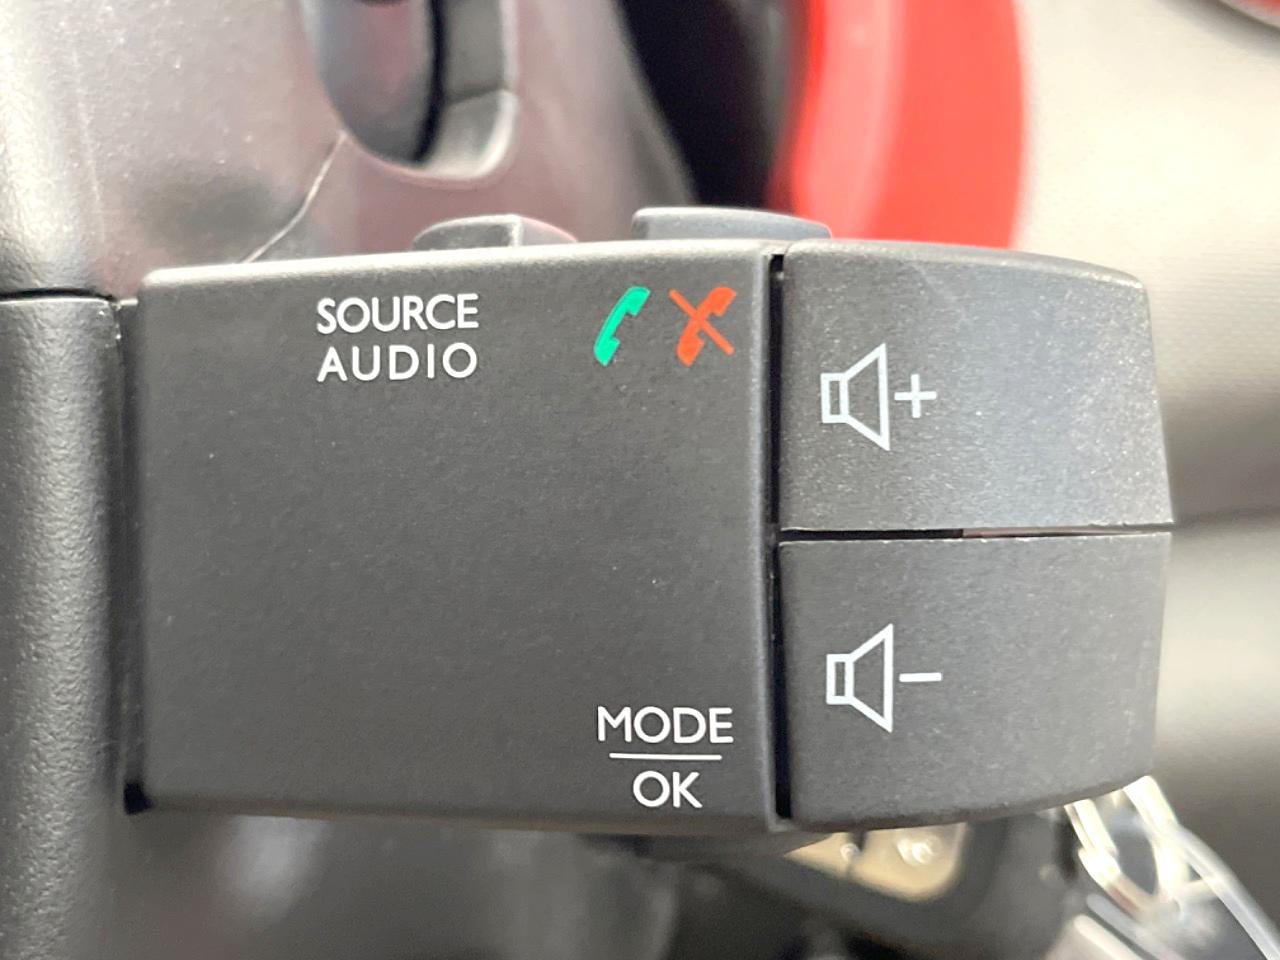 SOURCE
AUDIO
+
-
MODE
OK